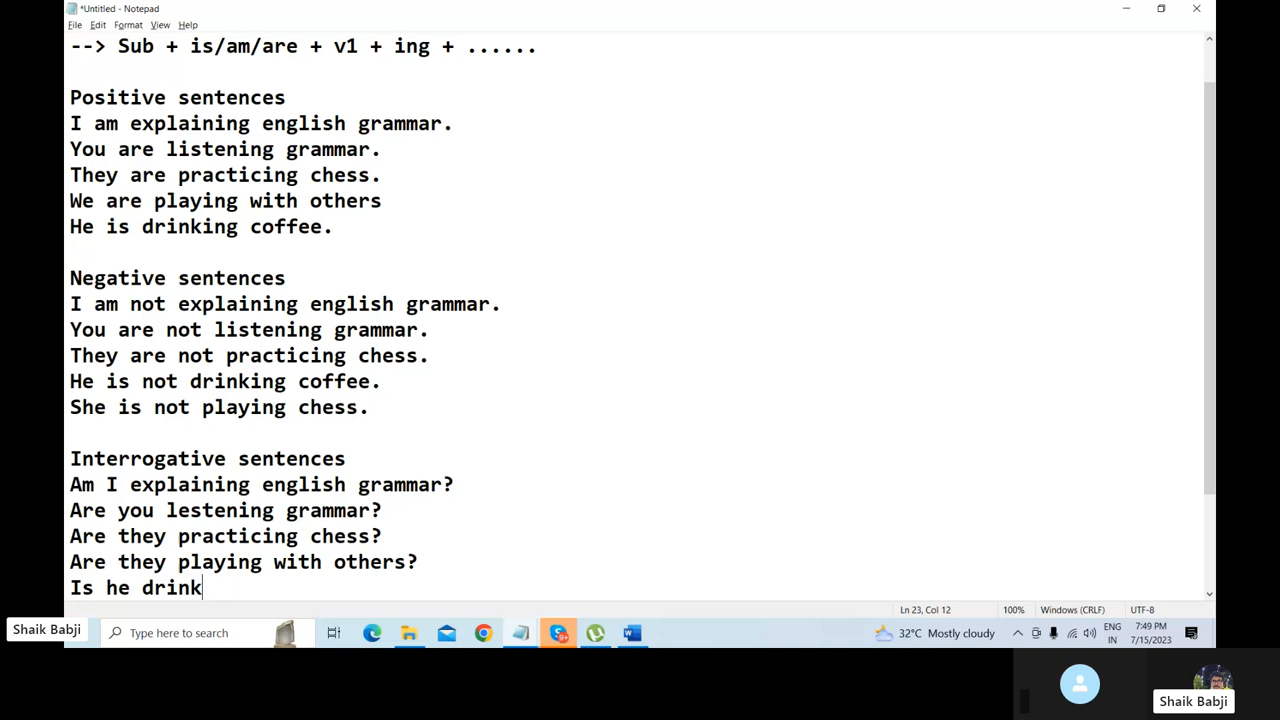 *Untitled - Notepad
File Edit Format View Help
--> Sub + is/am/are + v1 + ing + ......
Positive sentences
I am explaining english grammar.
You are listening grammar.
They are practicing chess.
We are playing with others
He is drinking coffee.
Negative sentences
I am not explaining english grammar.
You are not listening grammar.
They are not practicing chess.
He is not drinking coffee.
She is not playing chess.
Interrogative sentences
Am I explaining english grammar?
Are you lestening grammar?
Are they practicing chess?
Are they playing with others?
Is he drink
Ln 23, Col 12 100% Windows (CRLF) UTF-8
Shaik Babji
Type here to search
32°C Mostly cloudy
ENG
IN
7:49 PM
7/15/2023
Shaik Babji